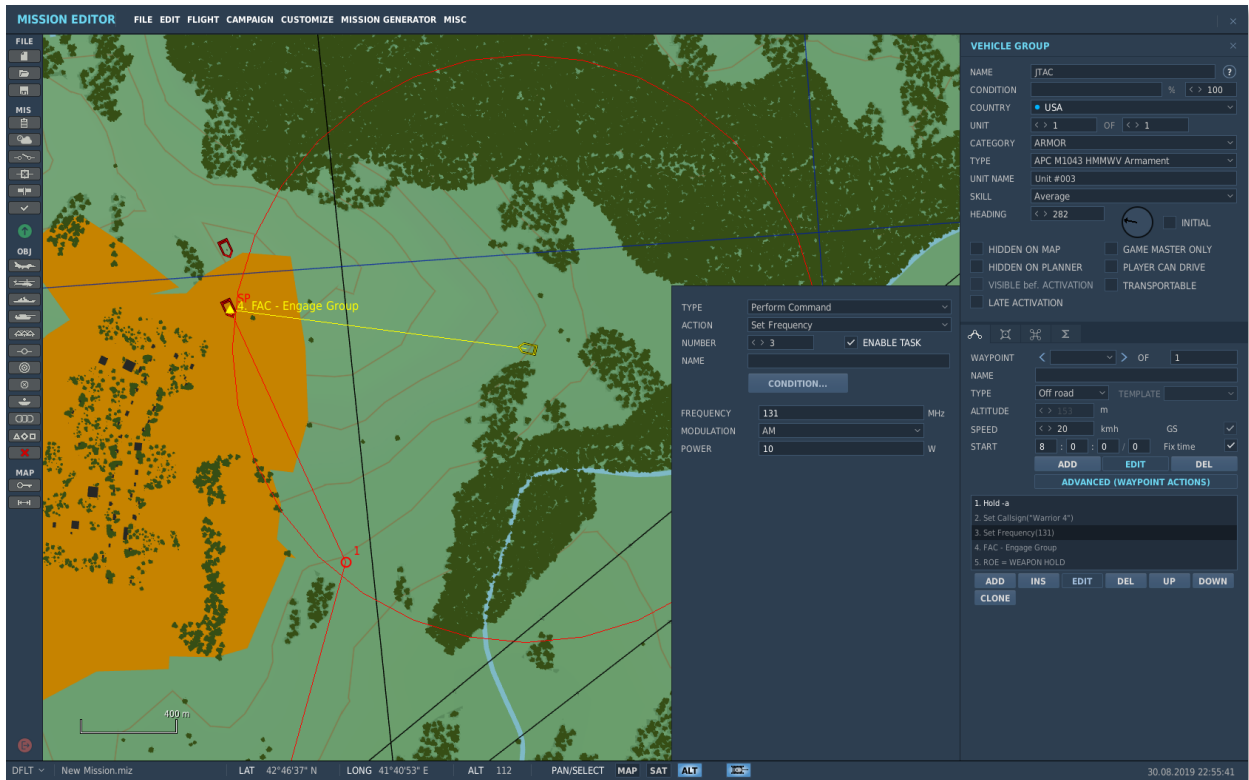 MISSION EDITOR FILE EDIT FLIGHT CAMPAIGN CUSTOMIZE MISSION GENERATOR MISC
FILE
MIS
OBJ
MAP
SP
4. FAC - Engage Group
1
400 m
TYPE Perform Command
ACTION Set Frequency
NUMBER < > 3 ENABLE TASK
NAME
CONDITION...
FREQUENCY 131 MHz
MODULATION AM
POWER 10 W
VEHICLE GROUP
NAME JTAC ?
CONDITION % < > 100
COUNTRY USA
UNIT < > 1 OF < > 1
CATEGORY ARMOR
TYPE APC M1043 HMMWV Armament
UNIT NAME Unit #003
SKILL Average
HEADING < > 282 INITIAL
HIDDEN ON MAP GAME MASTER ONLY
HIDDEN ON PLANNER PLAYER CAN DRIVE
VISIBLE bef. ACTIVATION TRANSPORTABLE
LATE ACTIVATION
WAYPOINT < > OF 1
NAME
TYPE Off road TEMPLATE
ALTITUDE < > 153 m
SPEED < > 20 kmh GS
START 8 : 0 : 0 / 0 Fix time
ADD EDIT DEL
ADVANCED (WAYPOINT ACTIONS)
1. Hold -a
2. Set Callsign("Warrior 4")
3. Set Frequency(131)
4. FAC - Engage Group
5. ROE = WEAPON HOLD
ADD INS EDIT DEL UP DOWN
CLONE
DFLT New Mission.miz LAT 42°46'37" N LONG 41°40'53" E ALT 112 PAN/SELECT MAP SAT ALT 30.08.2019 22:55:41